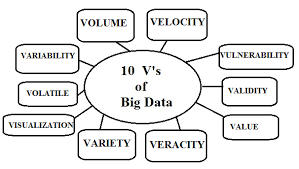 VOLUME
VELOCITY
VARIABILITY
VULNERABILITY
10 V's
of
Big Data
VOLATILE
VALIDITY
VISUALIZATION
VALUE
VARIETY
VERACITY